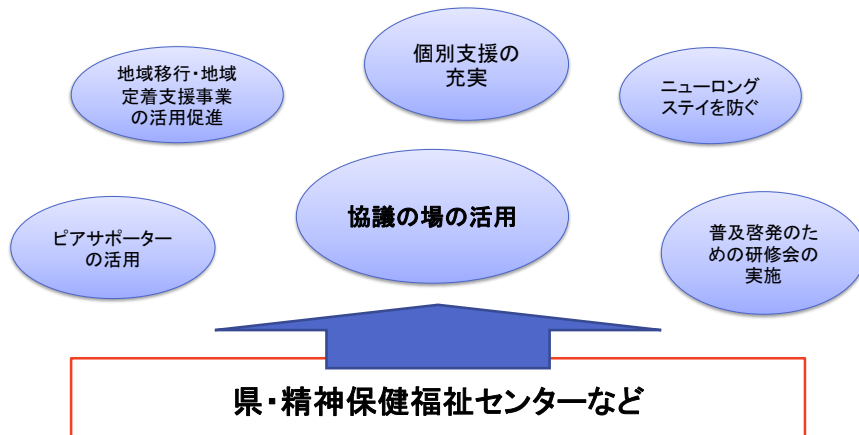 個別支援の
充実
地域移行・地域
定着支援事業
の活用促進
ニューロング
ステイを防ぐ
協議の場の活用
ピアサポーター
の活用
普及啓発のた
めの研修会の
実施
県・精神保健福祉センターなど